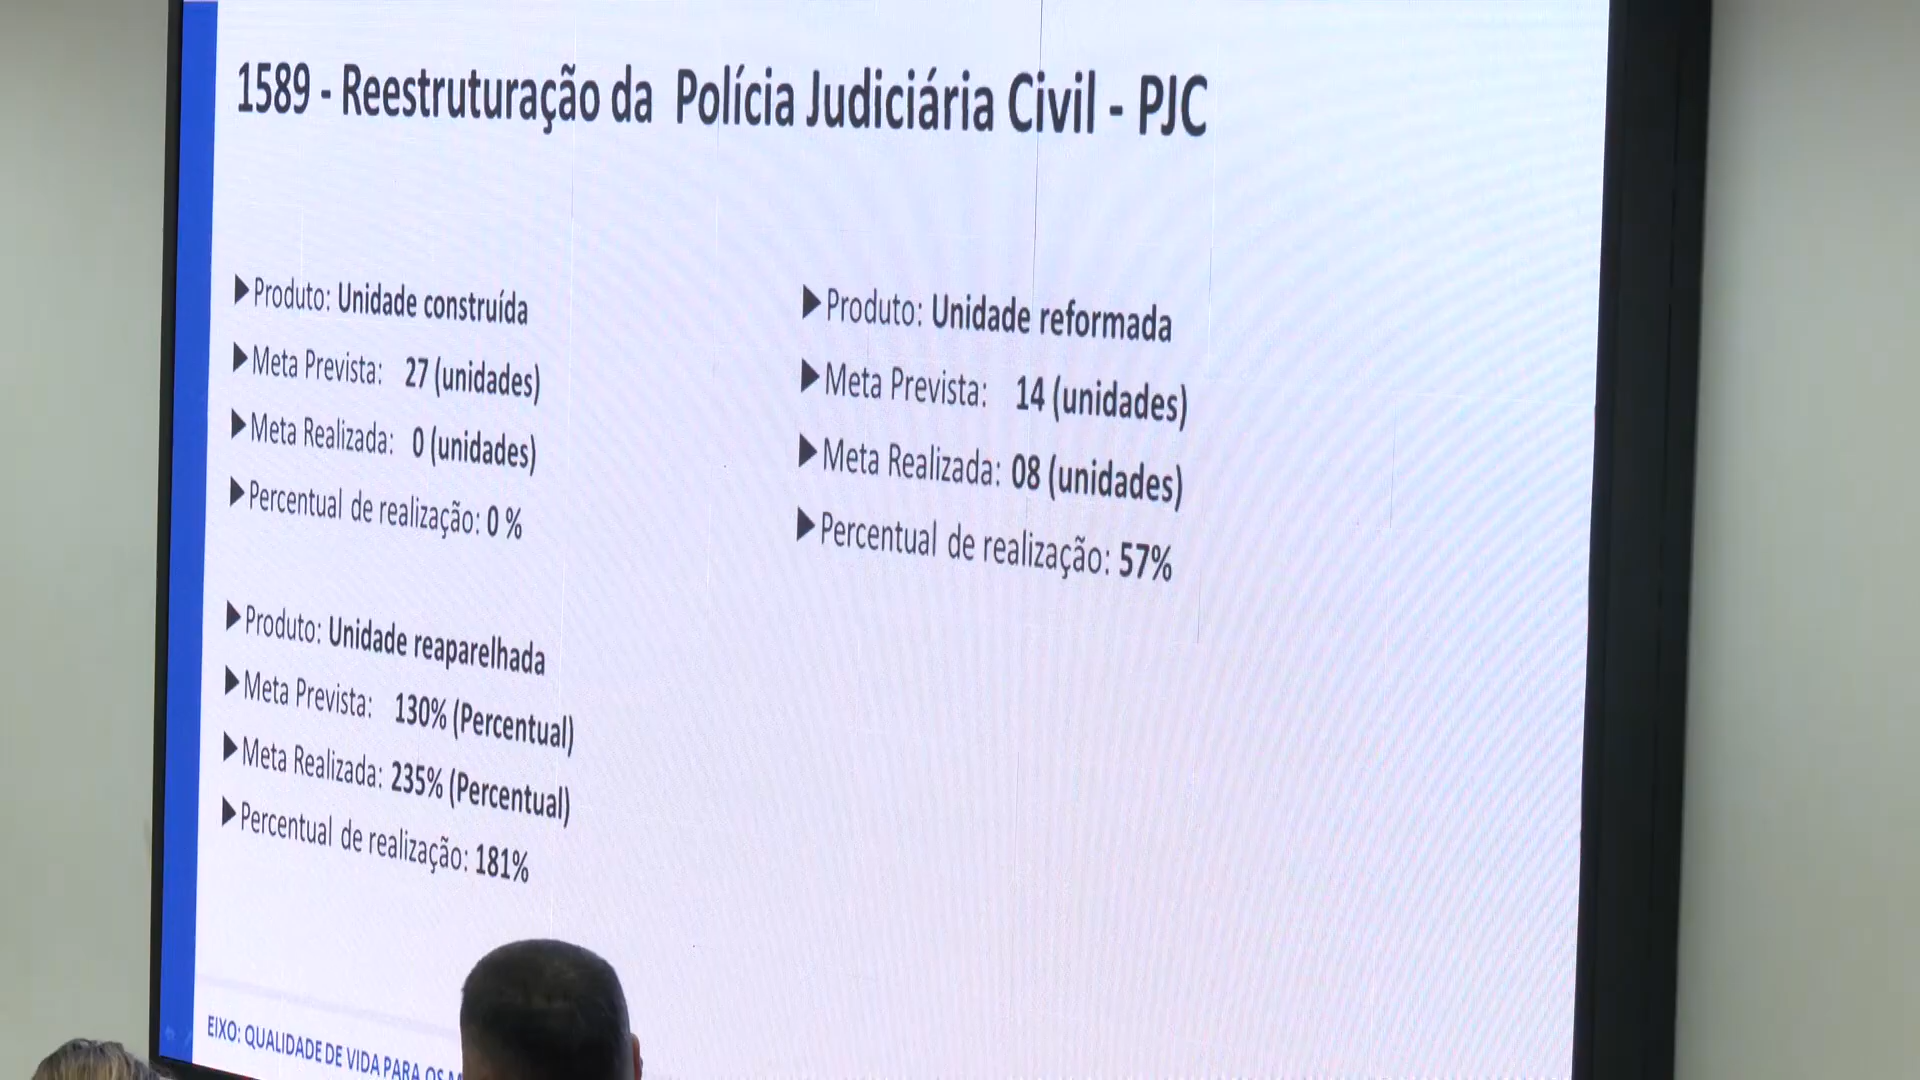 1589 - Reestruturação da Polícia Judiciária Civil - PJC
Produto: Unidade construída
Meta Prevista: 27 (unidades)
Meta Realizada: 0 (unidades)
Percentual de realização: 0 %
Produto: Unidade reformada
Meta Prevista: 14 (unidades)
Meta Realizada: 08 (unidades)
Percentual de realização: 57%
Produto: Unidade reaparelhada
Meta Prevista: 130% (Percentual)
Meta Realizada: 235% (Percentual)
Percentual de realização: 181%
EIXO: QUALIDADE DE VIDA PARA OS